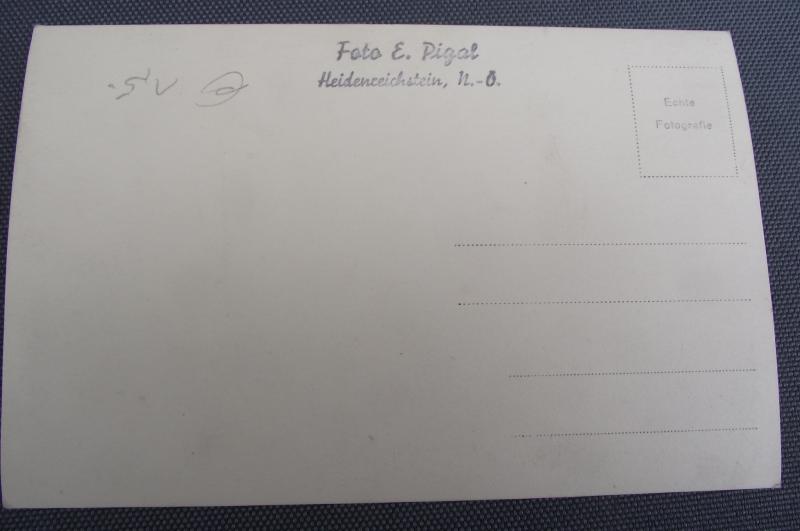 Foto E. Pigal
Heidenreichstein, N.-Ö.
Echte
Fotografie